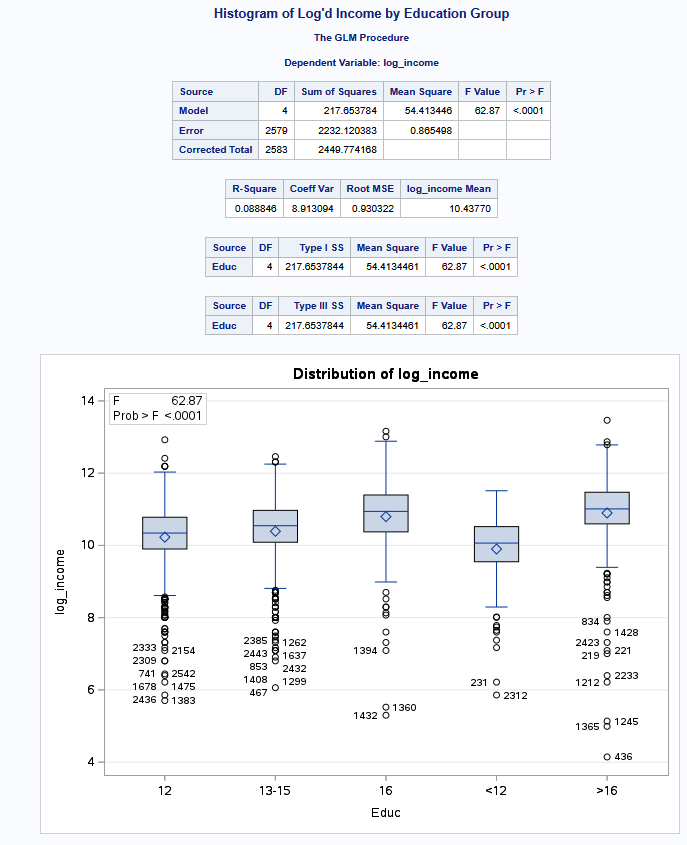 Histogram of Log'd Income by Education Group
The GLM Procedure
Dependent Variable: log_income
Source DF Sum of Squares Mean Square F Value Pr > F
Model 4 217.653784 54.413446 62.87 <.0001
Error 2579 2232.120383 0.865498
Corrected Total 2583 2449.774168
R-Square Coeff Var Root MSE log_income Mean
0.088846 8.913094 0.930322 10.43770
Source DF Type I SS Mean Square F Value Pr > F
Educ 4 217.6537844 54.4134461 62.87 <.0001
Source DF Type III SS Mean Square F Value Pr > F
Educ 4 217.6537844 54.4134461 62.87 <.0001
Distribution of log_income
F 62.87
Prob > F <.0001
14
12
10
8
6
4
log_income
2333 2154
2309
741 2542
1678 1475
2436 1383
2385 1262
2443 1637
853 2432
1408 1299
467
1394
1360
1432
231
2312
834
1428
2423
219 221
2233
1212
1245
1365
436
12 13-15 16 <12 >16
Educ